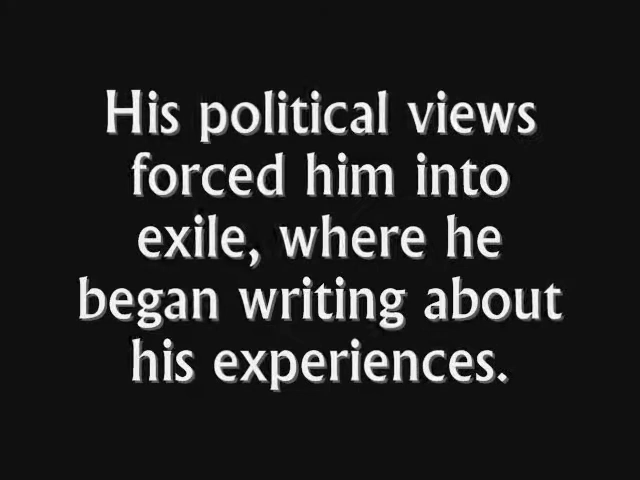 His political views
forced him into
exile, where he
began writing about
his experiences.